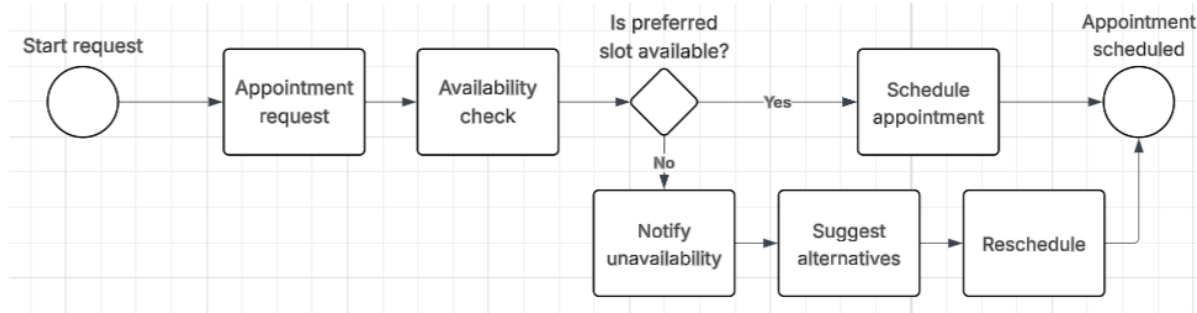 Start request
Appointment
request
Availability
check
Is preferred
slot available?
Yes
Schedule
appointment
Appointment
scheduled
No
Notify
unavailability
Suggest
alternatives
Reschedule